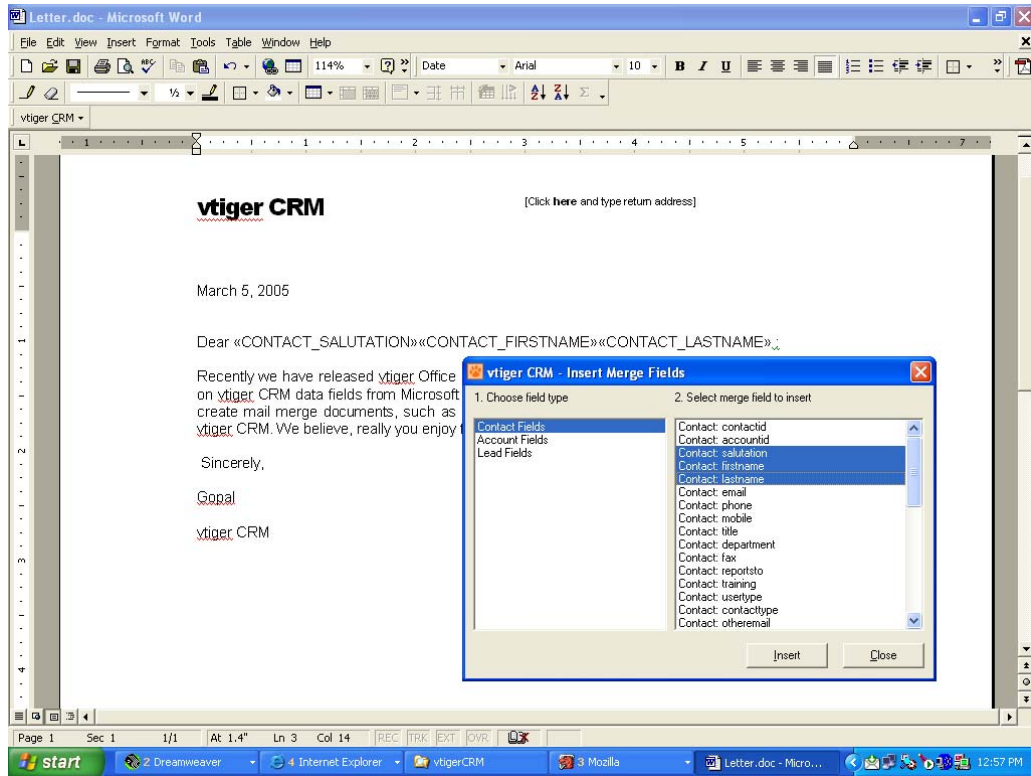 Letter.doc - Microsoft Word
File Edit View Insert Format Tools Table Window Help
114% Date Arial 10 B I U
vtiger CRM
1 1 2 3 4 5 7
vtiger CRM
[Click here and type return address]
March 5, 2005
Dear «CONTACT_SALUTATION»«CONTACT_FIRSTNAME»«CONTACT_LASTNAME» :
Recently we have released vtiger Office
on vtiger CRM data fields from Microsoft
create mail merge documents, such as
vtiger CRM. We believe, really you enjoy
Sincerely,
Gopal
vtiger CRM
vtiger CRM - Insert Merge Fields
1. Choose field type
2. Select merge field to insert
Contact Fields
Account Fields
Lead Fields
Contact: contactid
Contact: accountid
Contact: salutation
Contact: firstname
Contact: lastname
Contact: email
Contact: phone
Contact: mobile
Contact: title
Contact: department
Contact: fax
Contact: reportsto
Contact: training
Contact: usertype
Contact: contacttype
Contact: otheremail
Insert Close
Page 1 Sec 1 1/1 At 1.4" Ln 3 Col 14 REC TRK EXT OVR
start 2 Dreamweaver 4 Internet Explorer vtigerCRM 3 Mozilla Letter.doc - Micro... 12:57 PM